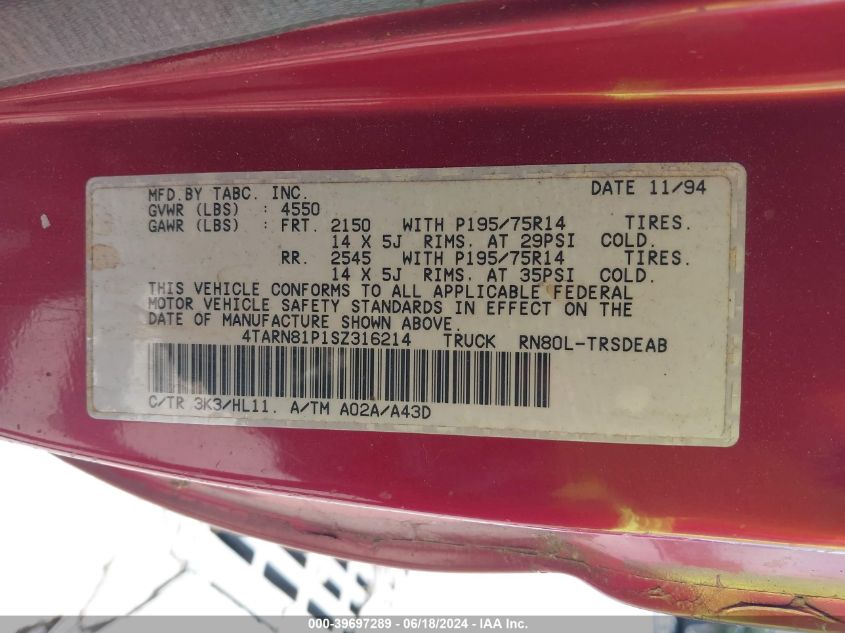 MFD.BY TABC. INC. DATE 11/94
GVWR (LBS) : 4550
GAWR (LBS) : FRT. 2150 WITH P195/75R14 TIRES.
14 X 5J RIMS. AT 29PSI COLD.
RR. 2545 WITH P195/75R14 TIRES.
14 X 5J RIMS. AT 35PSI COLD.
THIS VEHICLE CONFORMS TO ALL APPLICABLE FEDERAL
MOTOR VEHICLE SAFETY STANDARDS IN EFFECT ON THE
DATE OF MANUFACTURE SHOWN ABOVE.
4TARN81P1SZ316214 TRUCK RN80L-TRSDEAB
C/TR 3K3/HL11. A/TM A02A/A43D
000-39697289 - 06/18/2024 - IAA Inc.